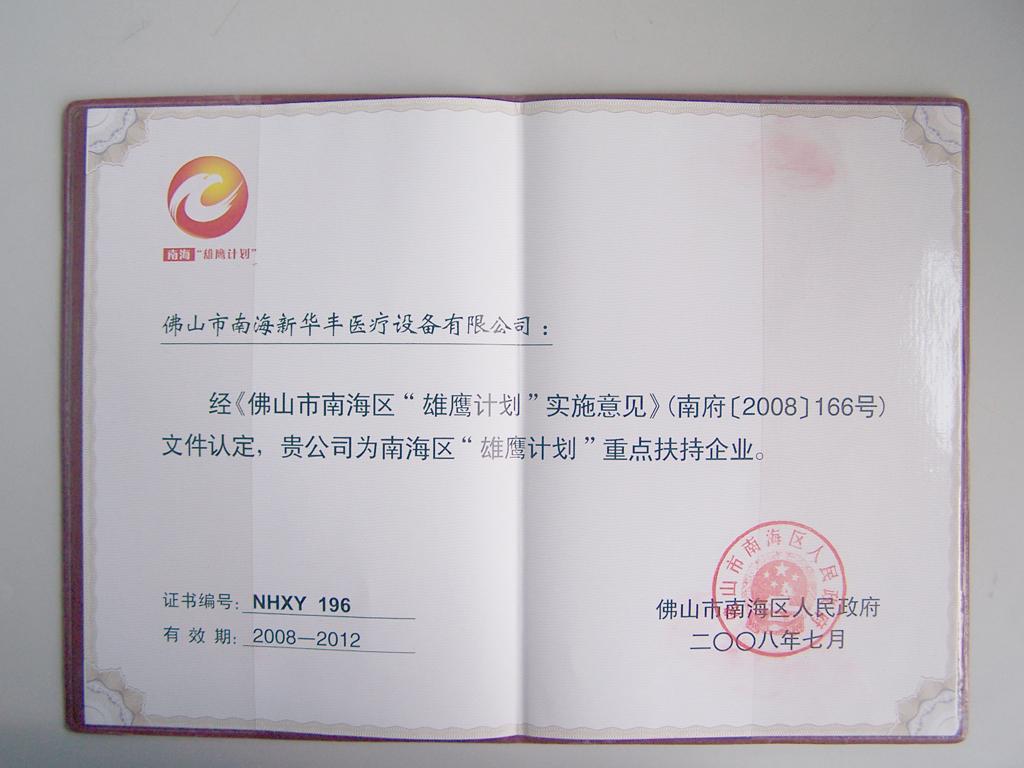 南海“雄鹰计划”
佛山市南海新华丰医疗设备有限公司：
经《佛山市南海区“雄鹰计划”实施意见》(南府〔2008〕166号)
文件认定，贵公司为南海区“雄鹰计划”重点扶持企业。
证书编号：NHXY 196
有效期：2008—2012
佛山市南海区人民政府
佛山市南海区人民政府
二〇〇八年七月